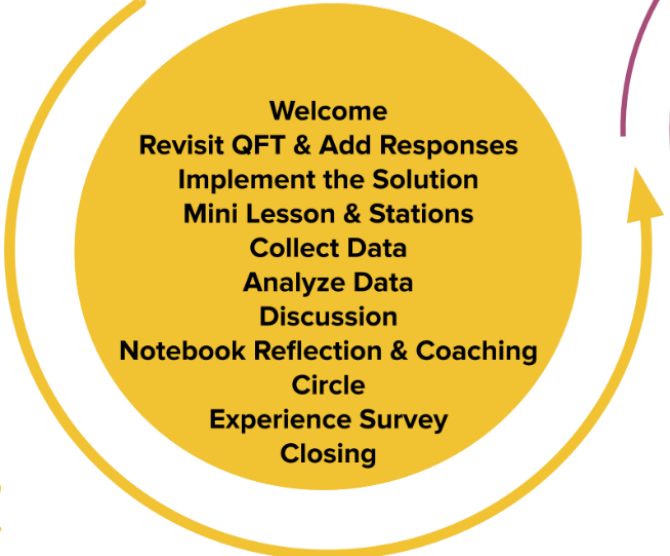 Welcome
Revisit QFT & Add Responses
Implement the Solution
Mini Lesson & Stations
Collect Data
Analyze Data
Discussion
Notebook Reflection & Coaching
Circle
Experience Survey
Closing